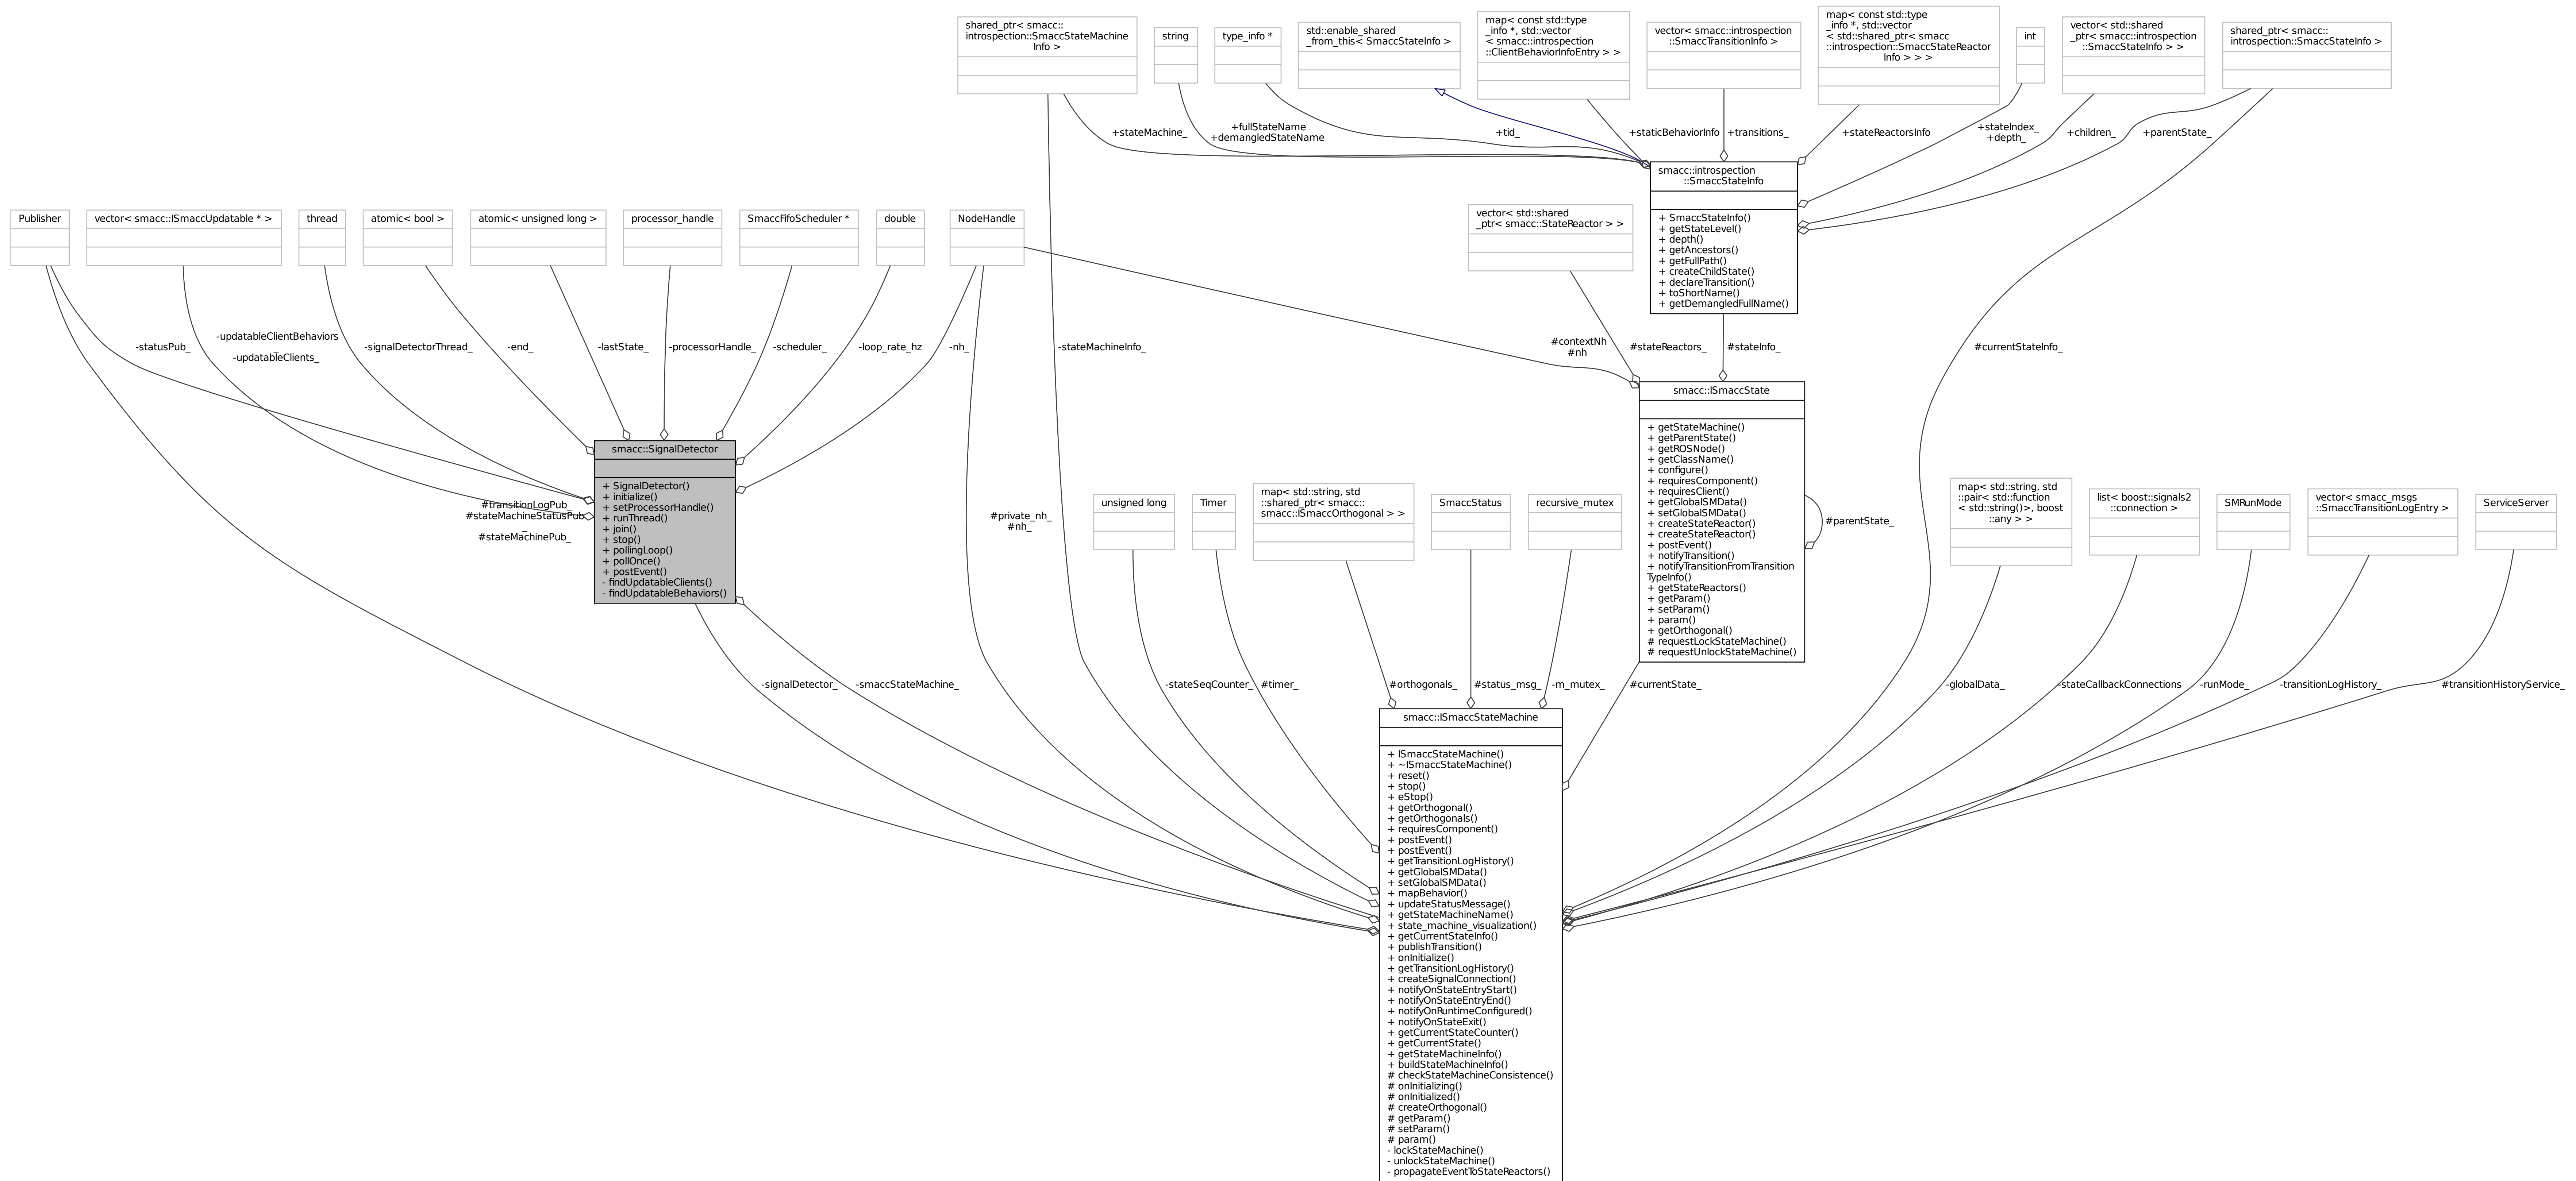 shared_ptr< smacc::
introspection::SmaccStateMachine
Info >
string
type_info *
std::enable_shared
_from_this< SmaccStateInfo >
map< const std::type
_info *, std::vector
< smacc::introspection
::ClientBehaviorInfoEntry > >
vector< smacc::introspection
::SmaccTransitionInfo >
map< const std::type
_info *, std::vector
< std::shared_ptr< smacc
::introspection::SmaccStateReactor
Info > > >
int
vector< std::shared
_ptr< smacc::introspection
::SmaccStateInfo > >
shared_ptr< smacc::
introspection::SmaccStateInfo >
+stateMachine_
+fullStateName
+demangledStateName
+tid_
+staticBehaviorInfo
+transitions_
+stateReactorsInfo
+stateIndex_
+depth_
+children_
+parentState_
smacc::introspection
::SmaccStateInfo
+ SmaccStateInfo()
+ getStateLevel()
+ depth()
+ getAncestors()
+ getFullPath()
+ createChildState()
+ declareTransition()
+ toShortName()
+ getDemangledFullName()
Publisher
vector< smacc::ISmaccUpdatable * >
thread
atomic< bool >
atomic< unsigned long >
processor_handle
SmaccFifoScheduler *
double
NodeHandle
vector< std::shared
_ptr< smacc::StateReactor > >
-statusPub_
-updatableClientBehaviors
_
-updatableClients_
-signalDetectorThread_
-end_
-lastState_
-processorHandle_
-scheduler_
-loop_rate_hz
-nh_
-stateMachineInfo_
#contextNh
#nh
#stateReactors_
#stateInfo_
#currentStateInfo_
smacc::ISmaccState
+ getStateMachine()
+ getParentState()
+ getROSNode()
+ getClassName()
+ configure()
+ requiresComponent()
+ requiresClient()
+ getGlobalSMData()
+ setGlobalSMData()
+ createStateReactor()
+ createStateReactor()
+ postEvent()
+ notifyTransition()
+ notifyTransitionFromTransition
TypeInfo()
+ getStateReactors()
+ getParam()
+ setParam()
+ param()
+ getOrthogonal()
# requestLockStateMachine()
# requestUnlockStateMachine()
#parentState_
smacc::SignalDetector
+ SignalDetector()
+ initialize()
+ setProcessorHandle()
+ runThread()
+ join()
+ stop()
+ pollingLoop()
+ pollOnce()
+ postEvent()
- findUpdatableClients()
- findUpdatableBehaviors()
#transitionLogPub_
#stateMachineStatusPub
_
#stateMachinePub_
#private_nh_
#nh_
unsigned long
Timer
map< std::string, std
::shared_ptr< smacc::
smacc::ISmaccOrthogonal > >
SmaccStatus
recursive_mutex
map< std::string, std
::pair< std::function
< std::string()>, boost
::any > >
list< boost::signals2
::connection >
SMRunMode
vector< smacc_msgs
::SmaccTransitionLogEntry >
ServiceServer
-signalDetector_
-smaccStateMachine_
-stateSeqCounter_
#timer_
#orthogonals_
#status_msg_
-m_mutex_
#currentState_
-globalData_
-stateCallbackConnections
-runMode_
-transitionLogHistory_
#transitionHistoryService_
smacc::ISmaccStateMachine
+ ISmaccStateMachine()
+ ~ISmaccStateMachine()
+ reset()
+ stop()
+ eStop()
+ getOrthogonal()
+ getOrthogonals()
+ requiresComponent()
+ postEvent()
+ postEvent()
+ getTransitionLogHistory()
+ getGlobalSMData()
+ setGlobalSMData()
+ mapBehavior()
+ updateStatusMessage()
+ getStateMachineName()
+ state_machine_visualization()
+ getCurrentStateInfo()
+ publishTransition()
+ onInitialize()
+ getTransitionLogHistory()
+ createSignalConnection()
+ notifyOnStateEntryStart()
+ notifyOnStateEntryEnd()
+ notifyOnRuntimeConfigured()
+ notifyOnStateExit()
+ getCurrentStateCounter()
+ getCurrentState()
+ getStateMachineInfo()
+ buildStateMachineInfo()
# checkStateMachineConsistence()
# onInitializing()
# onInitialized()
# createOrthogonal()
# getParam()
# setParam()
# param()
- lockStateMachine()
- unlockStateMachine()
- propagateEventToStateReactors()